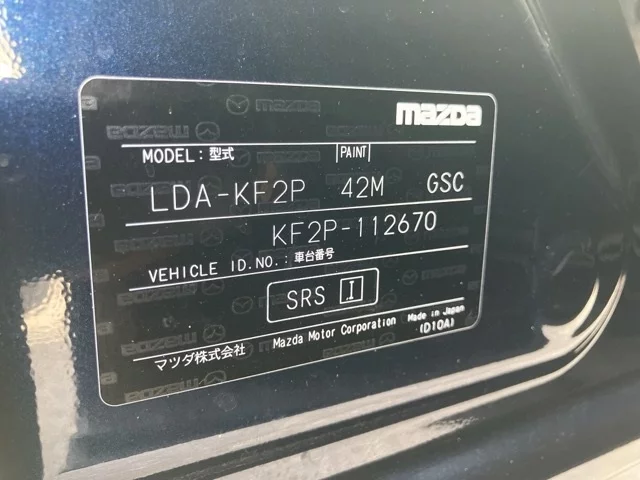 mazda
MODEL:型式 PAINT
LDA-KF2P 42M GSC
KF2P-112670
VEHICLE ID.NO.:車台番号
SRS I
マツダ株式会社 Mazda Motor Corporation Made in Japan
(D10A)